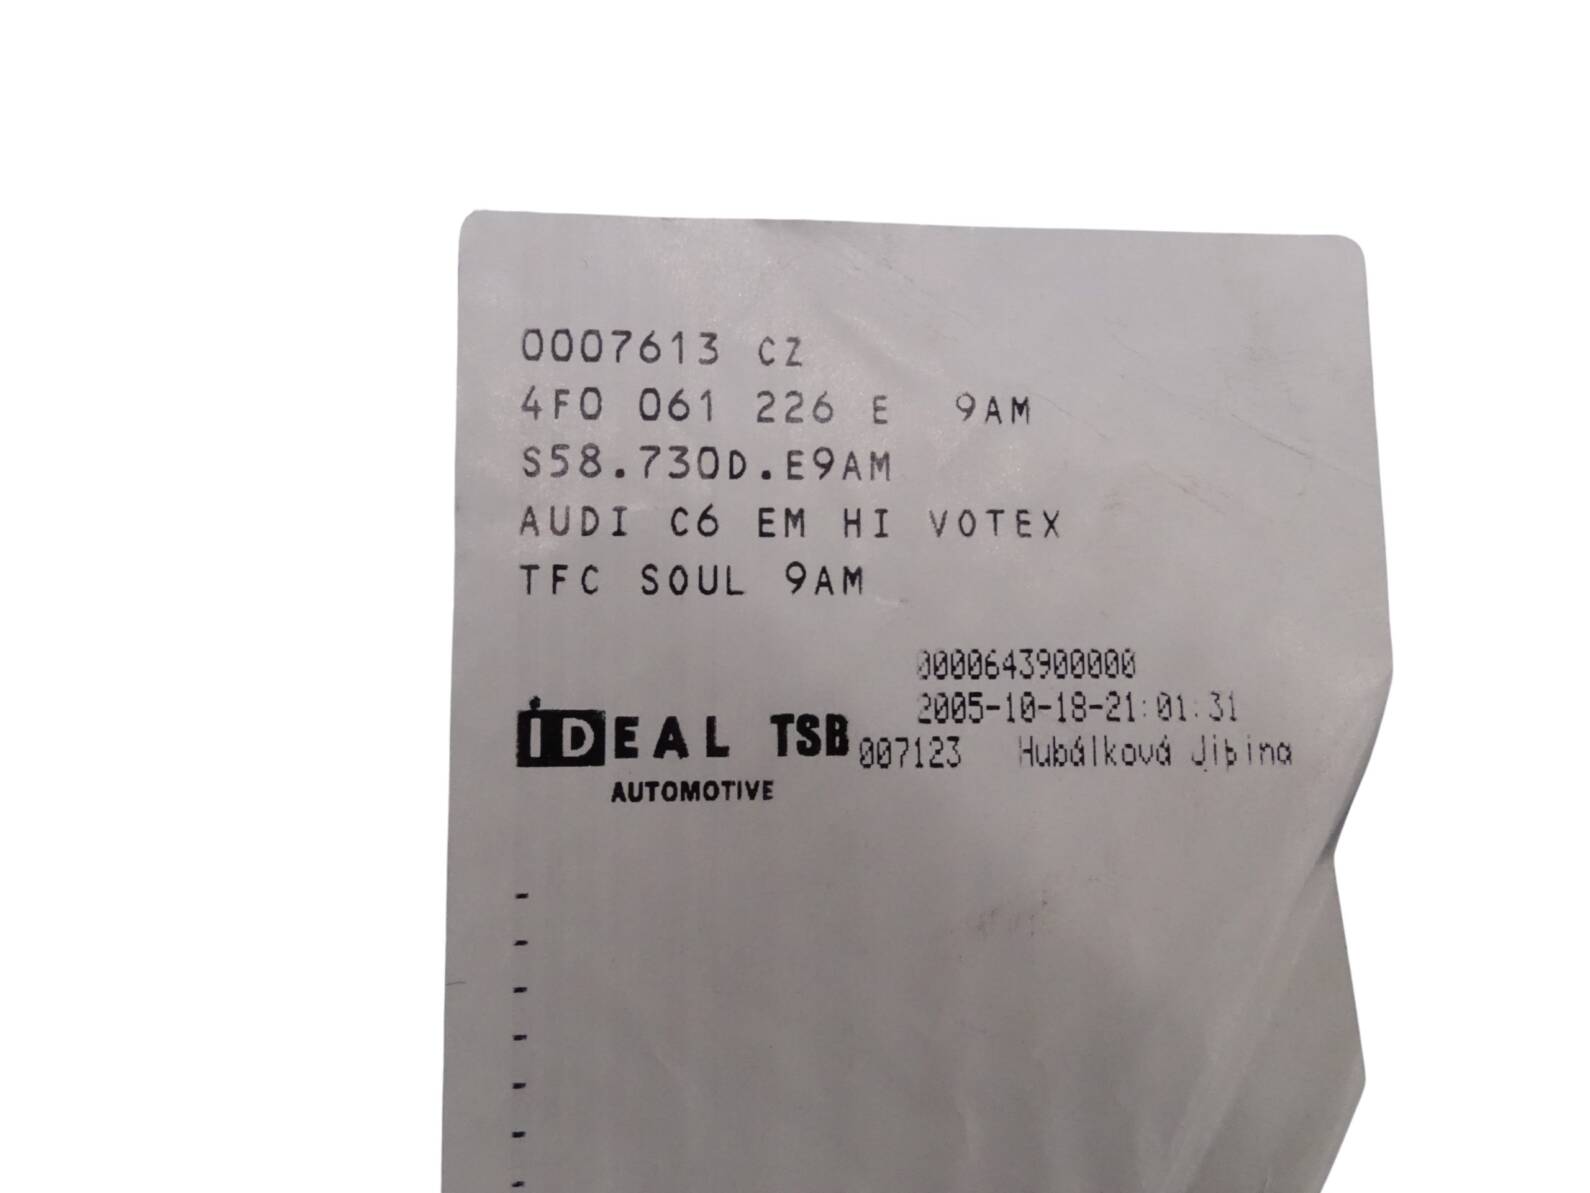 0007613 CZ
4F0 061 226 E 9AM
S58.730D.E9AM
AUDI C6 EM HI VOTEX
TFC SOUL 9AM
0000643900000
2005-10-18-21:01:31
iDEAL TSB
007123 Hubálková Jiþina
AUTOMOTIVE